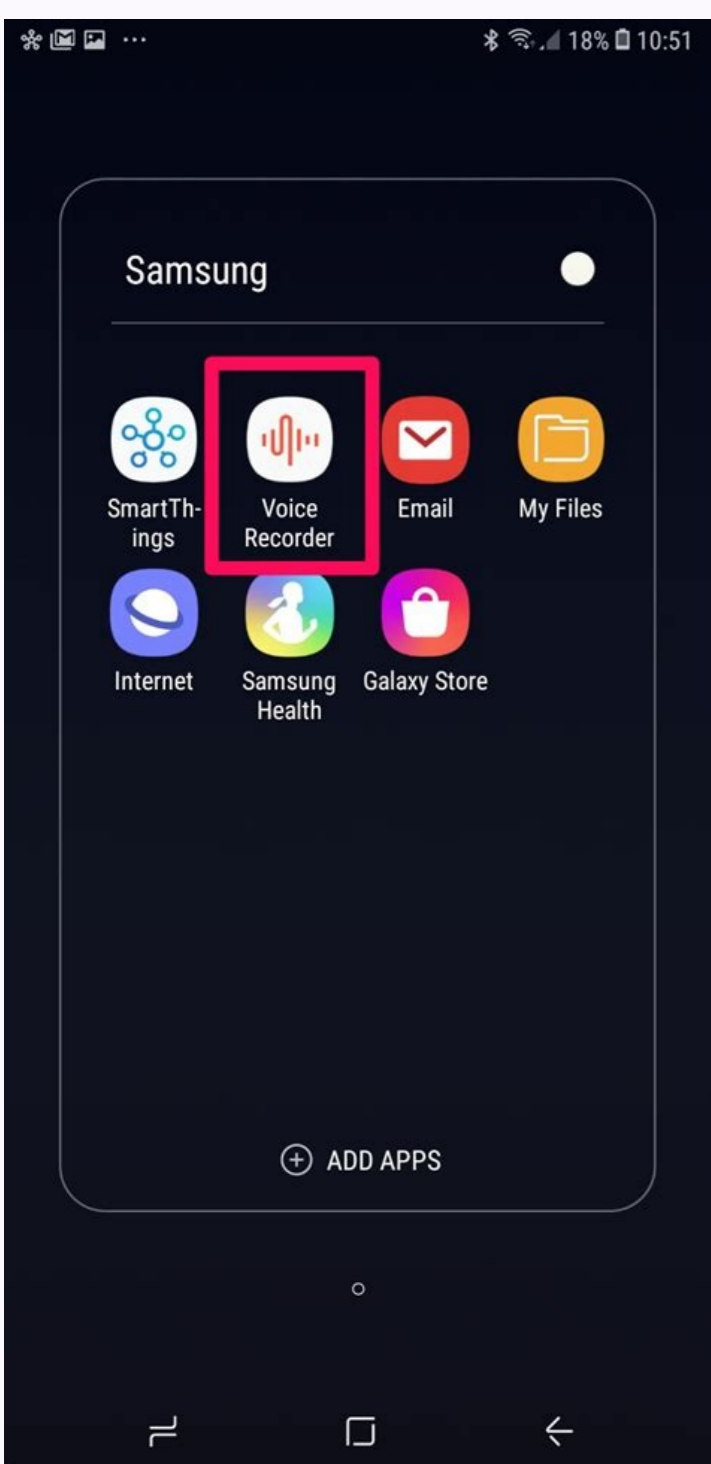 18% 10:51
Samsung
SmartTh-
ings
Voice
Recorder
Email
My Files
Internet
Samsung
Health
Galaxy Store
ADD APPS